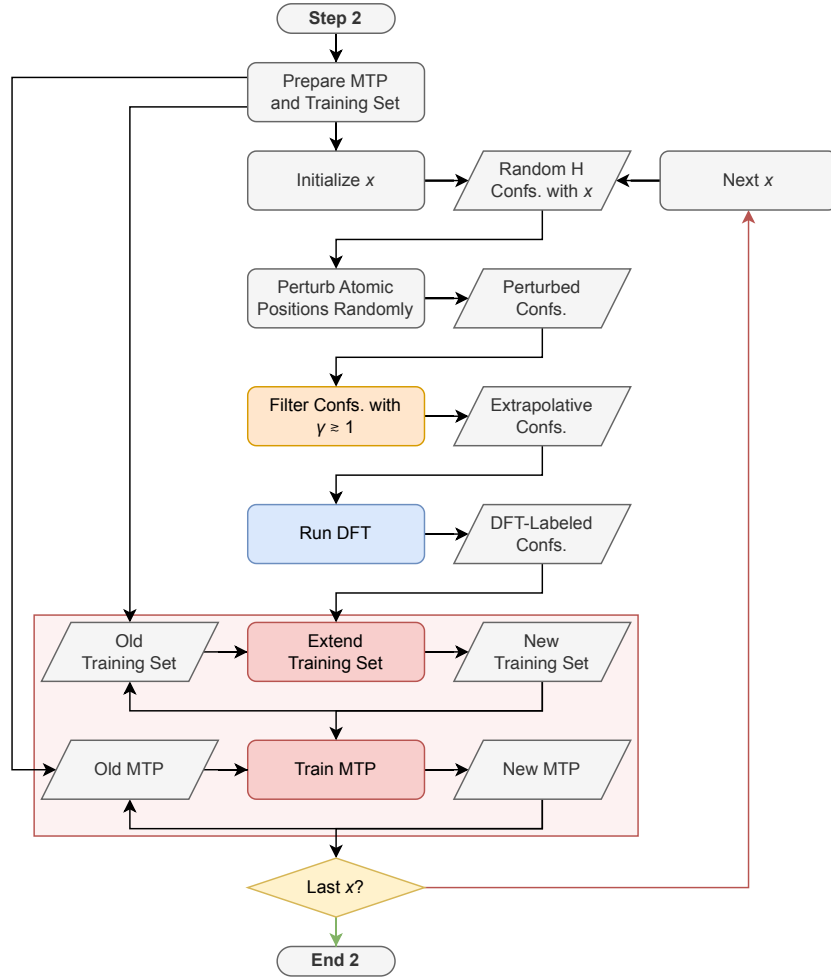 Step 2
Prepare MTP
and Training Set
Initialize x
Random H
Confs. with x
Next x
Perturb Atomic
Positions Randomly
Perturbed
Confs.
Filter Confs. with
γ ≳ 1
Extrapolative
Confs.
Run DFT
DFT-Labeled
Confs.
Old
Training Set
Extend
Training Set
New
Training Set
Old MTP
Train MTP
New MTP
Last x?
End 2